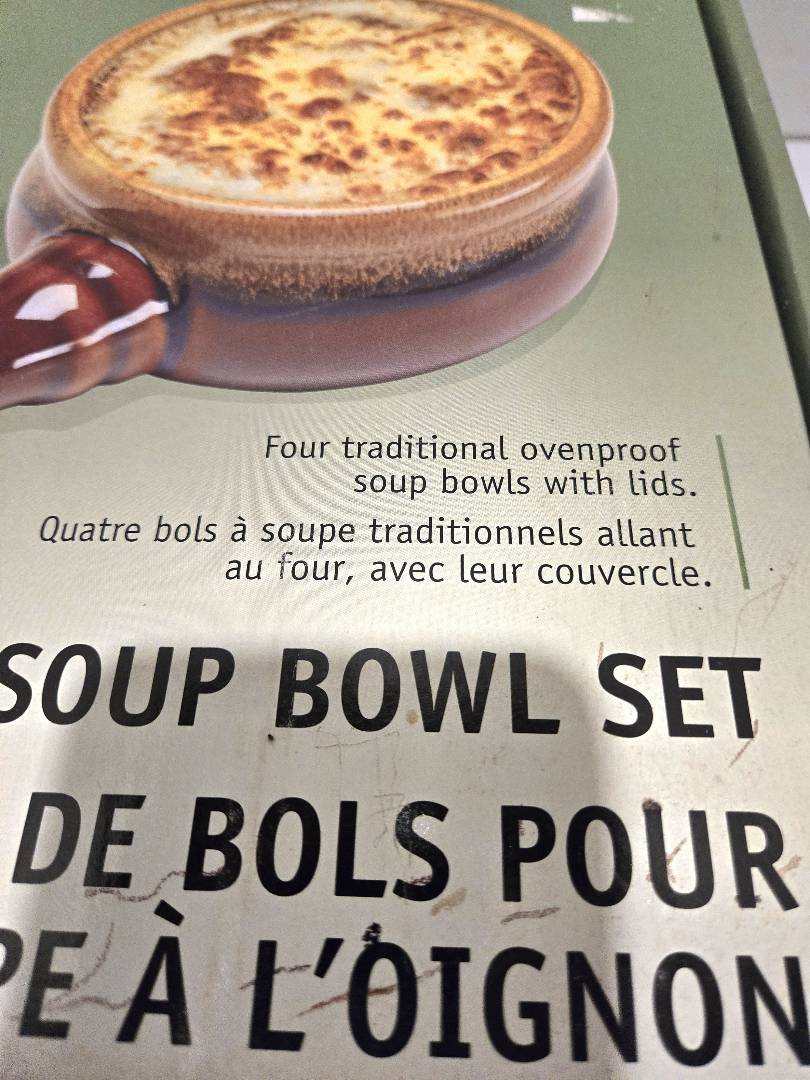 Four traditional ovenproof
soup bowls with lids.
Quatre bols à soupe traditionnels allant
au four, avec leur couvercle.
SOUP BOWL SET
DE BOLS POUR
PE À L'OIGNON